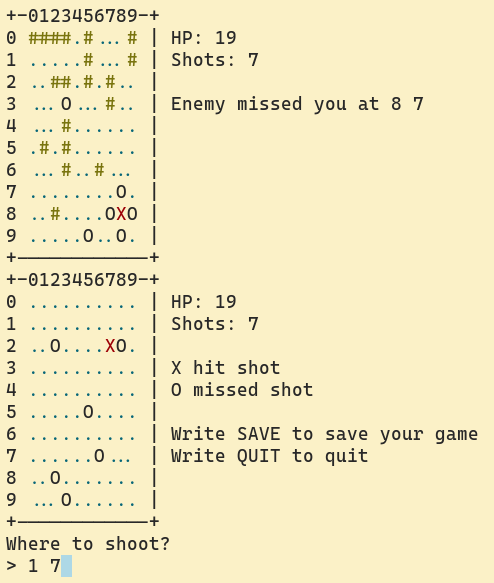 +-0123456789-+
0 ####.#...# | HP: 19
1 .....#...# | Shots: 7
2 ..##.#.#.. |
3 ...O...#.. | Enemy missed you at 8 7
4 ...#...... |
5 .#.#...... |
6 ...#..#... |
7 ........O. |
8 ..#....OXO |
9 .....O..O. |
+------------+
+-0123456789-+
0 .......... | HP: 19
1 .......... | Shots: 7
2 ..O....XO. |
3 .......... | X hit shot
4 .......... | O missed shot
5 .....O.... |
6 .......... | Write SAVE to save your game
7 ......O... | Write QUIT to quit
8 ..O....... |
9 ...O...... |
+------------+
Where to shoot?
> 1 7